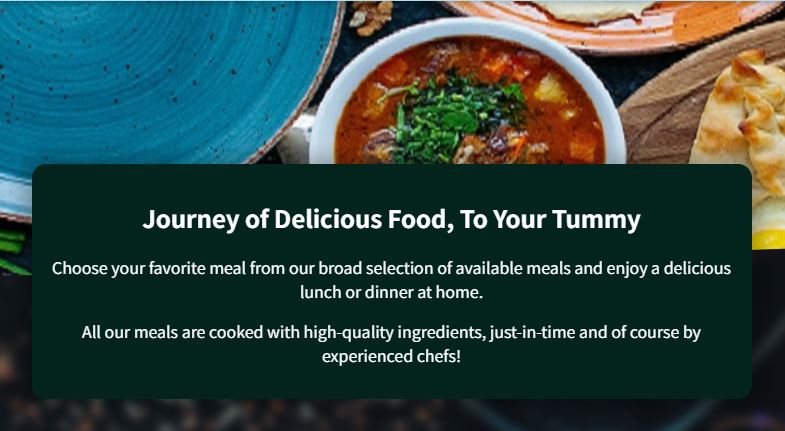 Journey of Delicious Food, To Your Tummy
Choose your favorite meal from our broad selection of available meals and enjoy a delicious
lunch or dinner at home.
All our meals are cooked with high-quality ingredients, just-in-time and of course by
experienced chefs!